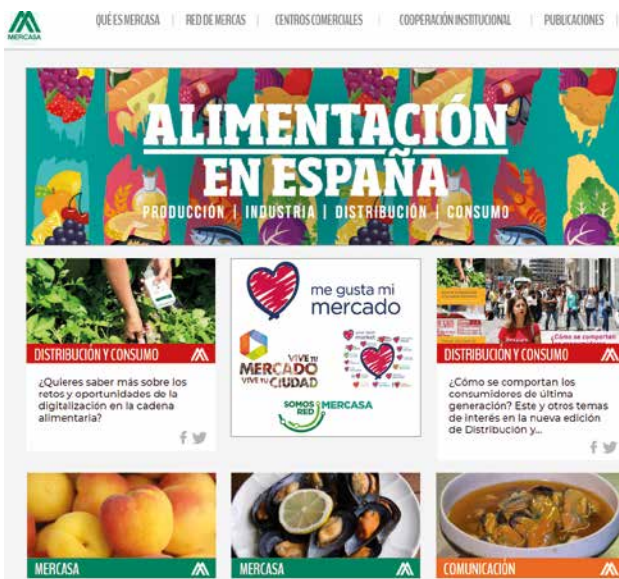 MERCASA
QUÉ ES MERCASA | RED DE MERCAS | CENTROS COMERCIALES | COOPERACIÓN INSTITUCIONAL | PUBLICACIONES |
ALIMENTACIÓN
EN ESPAÑA
PRODUCCIÓN | INDUSTRIA | DISTRIBUCIÓN | CONSUMO
DISTRIBUCIÓN Y CONSUMO
¿Quieres saber más sobre los
retos y oportunidades de la
digitalización en la cadena
alimentaria?
me gusta mi
mercado
VIVE TU
MERCADO
VIVE TU CIUDAD
SOMOS
RED
MERCASA
Cómo se comportan
DISTRIBUCIÓN Y CONSUMO
¿Cómo se comportan los
consumidores de última
generación? Este y otros temas
de interés en la nueva edición
de Distribución y...
MERCASA
MERCASA
COMUNICACIÓN